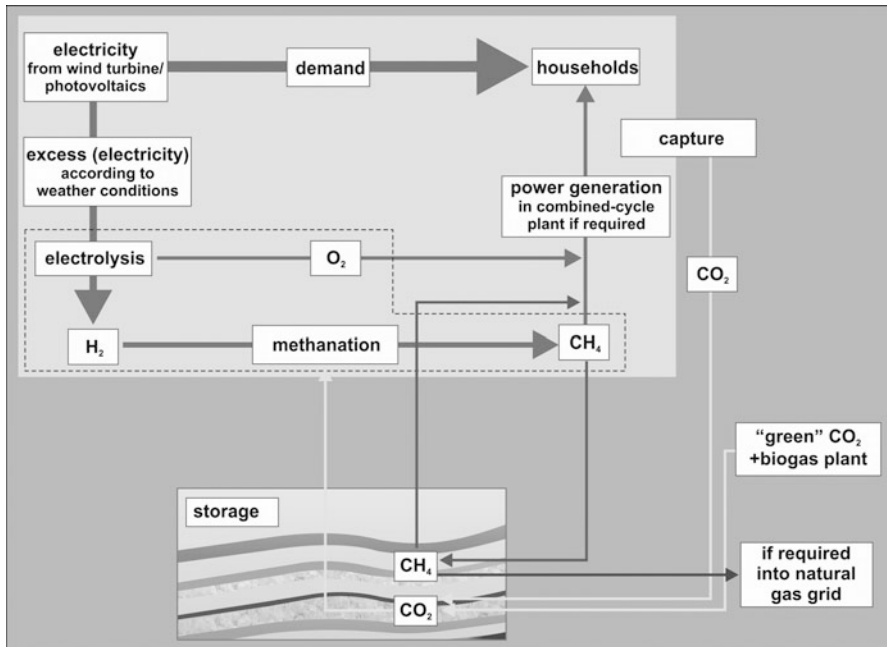 electricity
from wind turbine/
photovoltaics
demand
households
excess (electricity)
according to
weather conditions
capture
power generation
in combined-cycle
plant if required
electrolysis
O₂
CO₂
H₂
methanation
CH₄
“green” CO₂
+biogas plant
storage
CH₄
if required
into natural
gas grid
CO₂